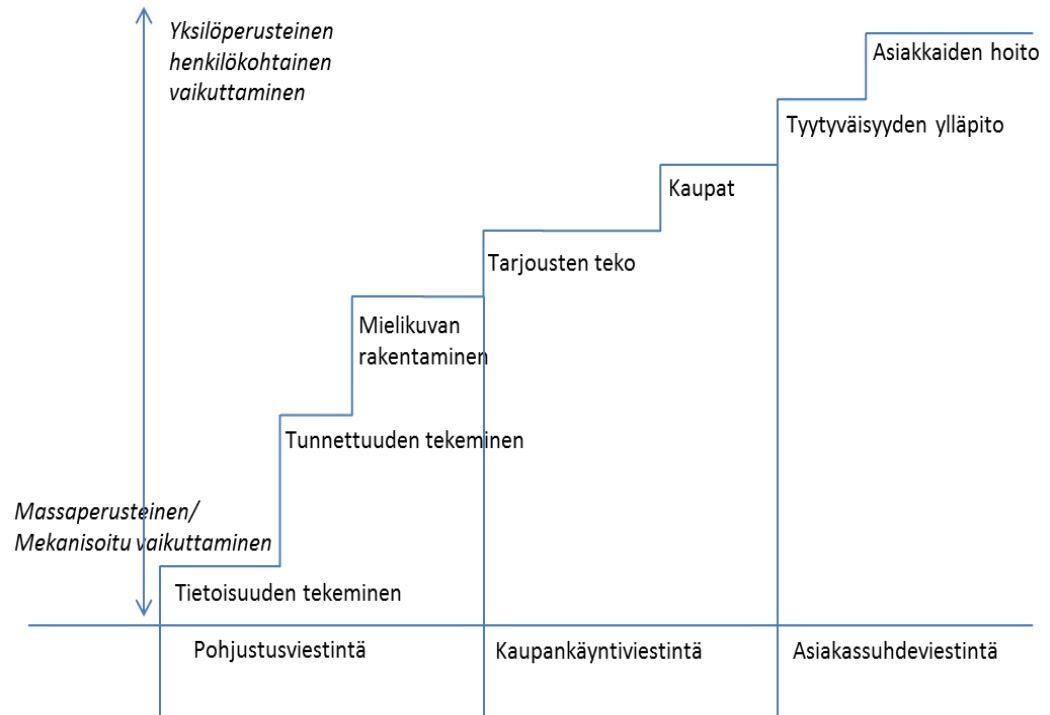 Yksilöperusteinen
henkilökohtainen
vaikuttaminen
Asiakkaiden hoito
Tyytyväisyyden ylläpito
Kaupat
Tarjousten teko
Mielikuvan
rakentaminen
Tunnettuuden tekeminen
Massaperusteinen/
Mekanisoitu vaikuttaminen
Tietoisuuden tekeminen
Pohjustusviestintä
Kaupankäyntiviestintä
Asiakassuhdeviestintä